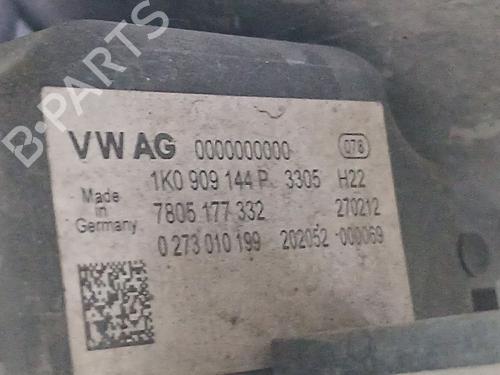 B-PARTS
VW AG 0000000000 078
1K0 909 144 P 3305 H22
Made in Germany
7805 177 332 270212
0 273 010 199 202052 000069
B-PARTS